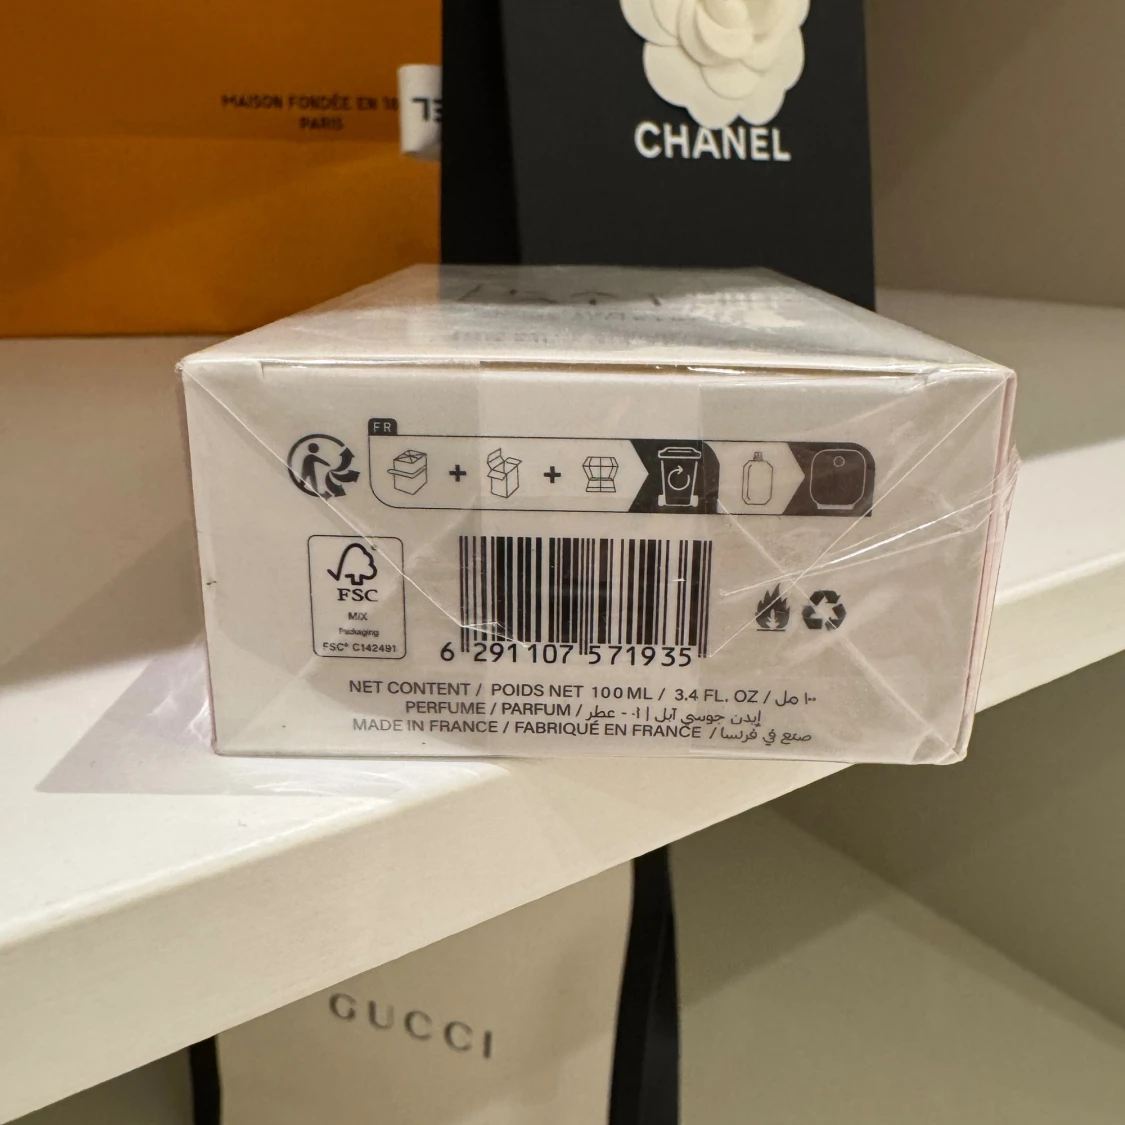 MAISON FONDÉE EN
PARIS
CHANEL
FR
FSC
MIX
Packaging
FSC® C142491
6 291107 571935
NET CONTENT / POIDS NET 100 ML / 3.4 FL. OZ / ١٠٠ مل
PERFUME / PARFUM / إيدن جوسي آبل | ٠١ - عطر
MADE IN FRANCE / FABRIQUÉ EN FRANCE / صنع في فرنسا
GUCCI